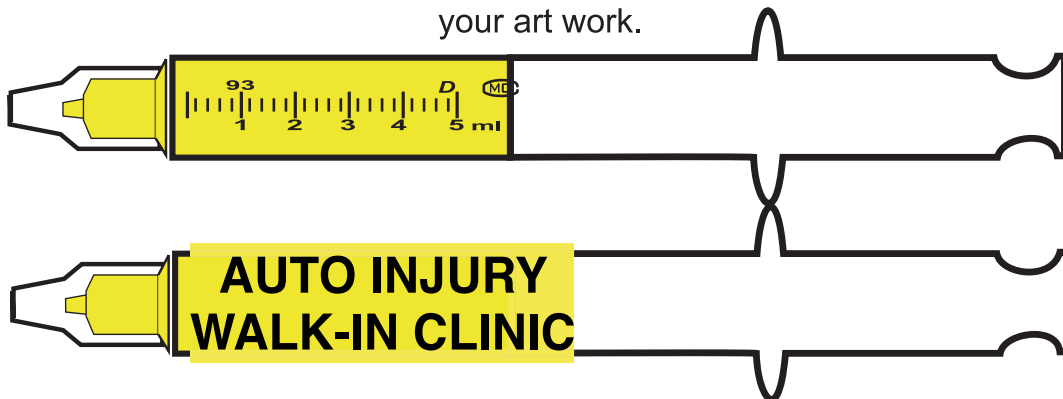 your art work.
93 D MDC
1 2 3 4 5 ml
AUTO INJURY
WALK-IN CLINIC